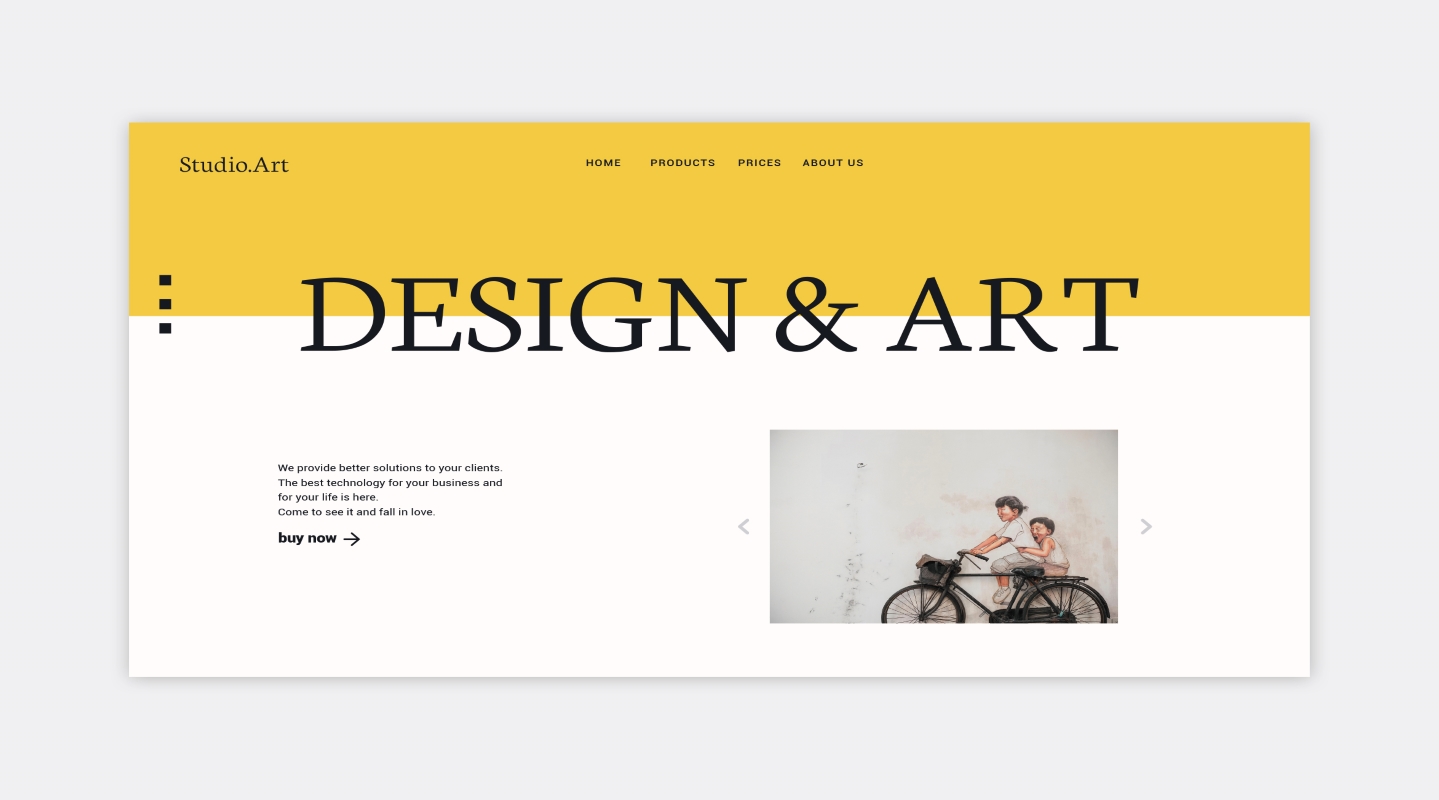 Studio.Art
HOME PRODUCTS PRICES ABOUT US
DESIGN & ART
We provide better solutions to your clients.
The best technology for your business and
for your life is here.
Come to see it and fall in love.
buy now